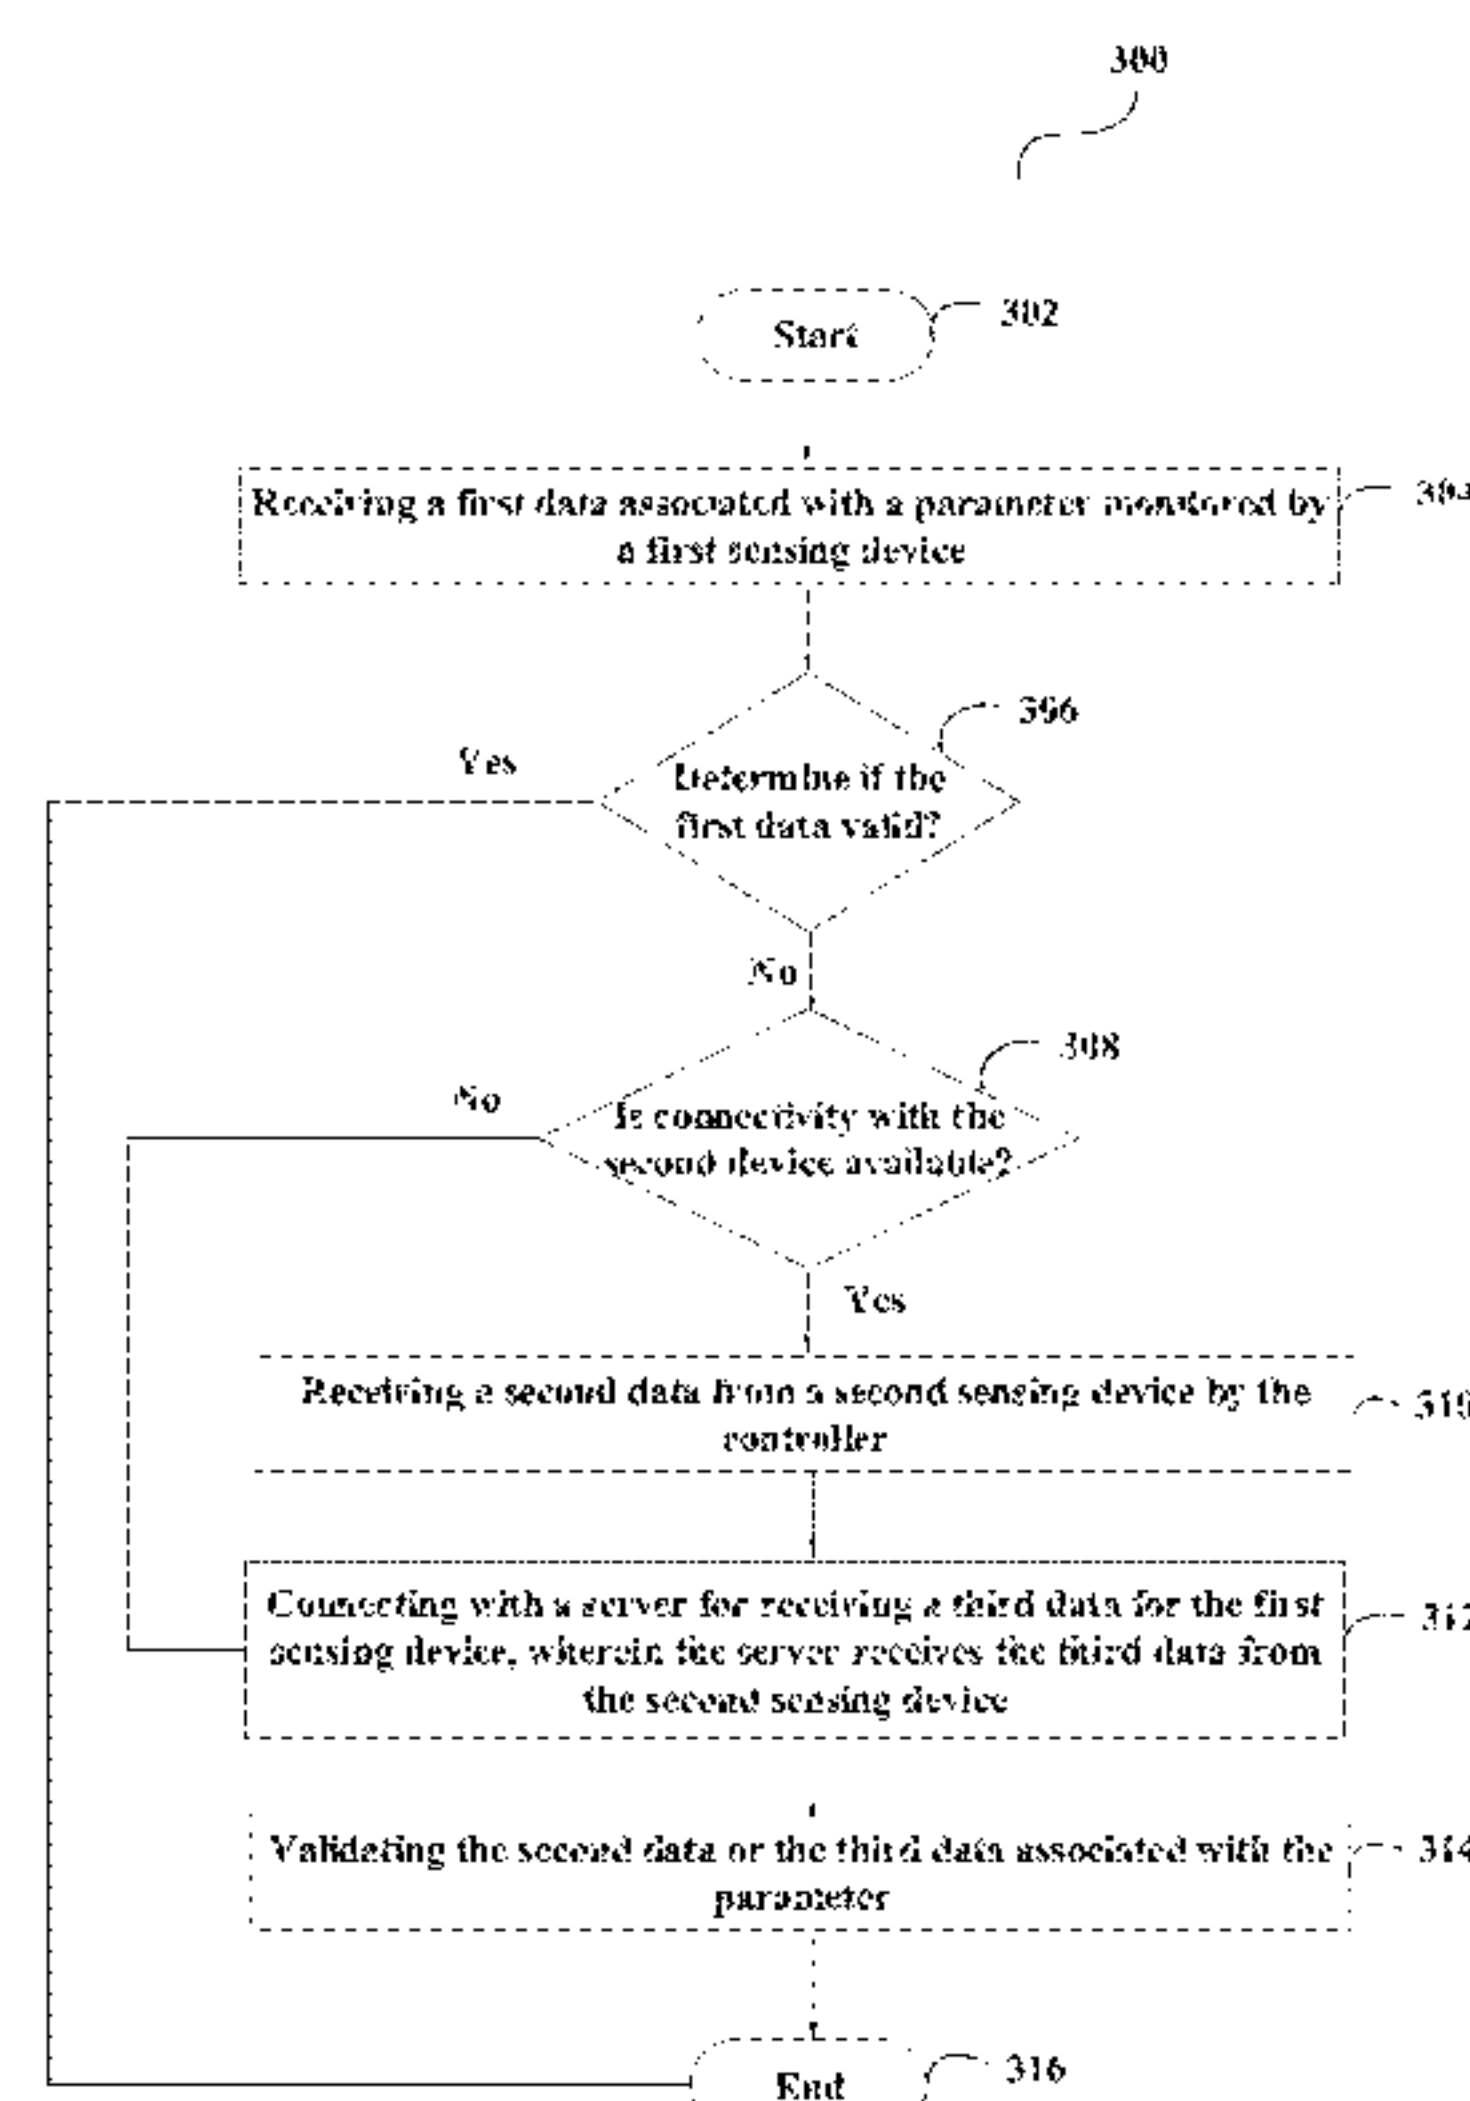 300
Start
302
Receiving a first data associated with a parameter monitored by
a first sensing device
304
306
Yes
Determine if the
first data valid?
No
308
No
Is connectivity with the
second device available?
Yes
Receiving a second data from a second sensing device by the
controller
310
Connecting with a server for receiving a third data for the first
sensing device, wherein the server receives the third data from
the second sensing device
312
Validating the second data or the third data associated with the
parameter
314
End
316